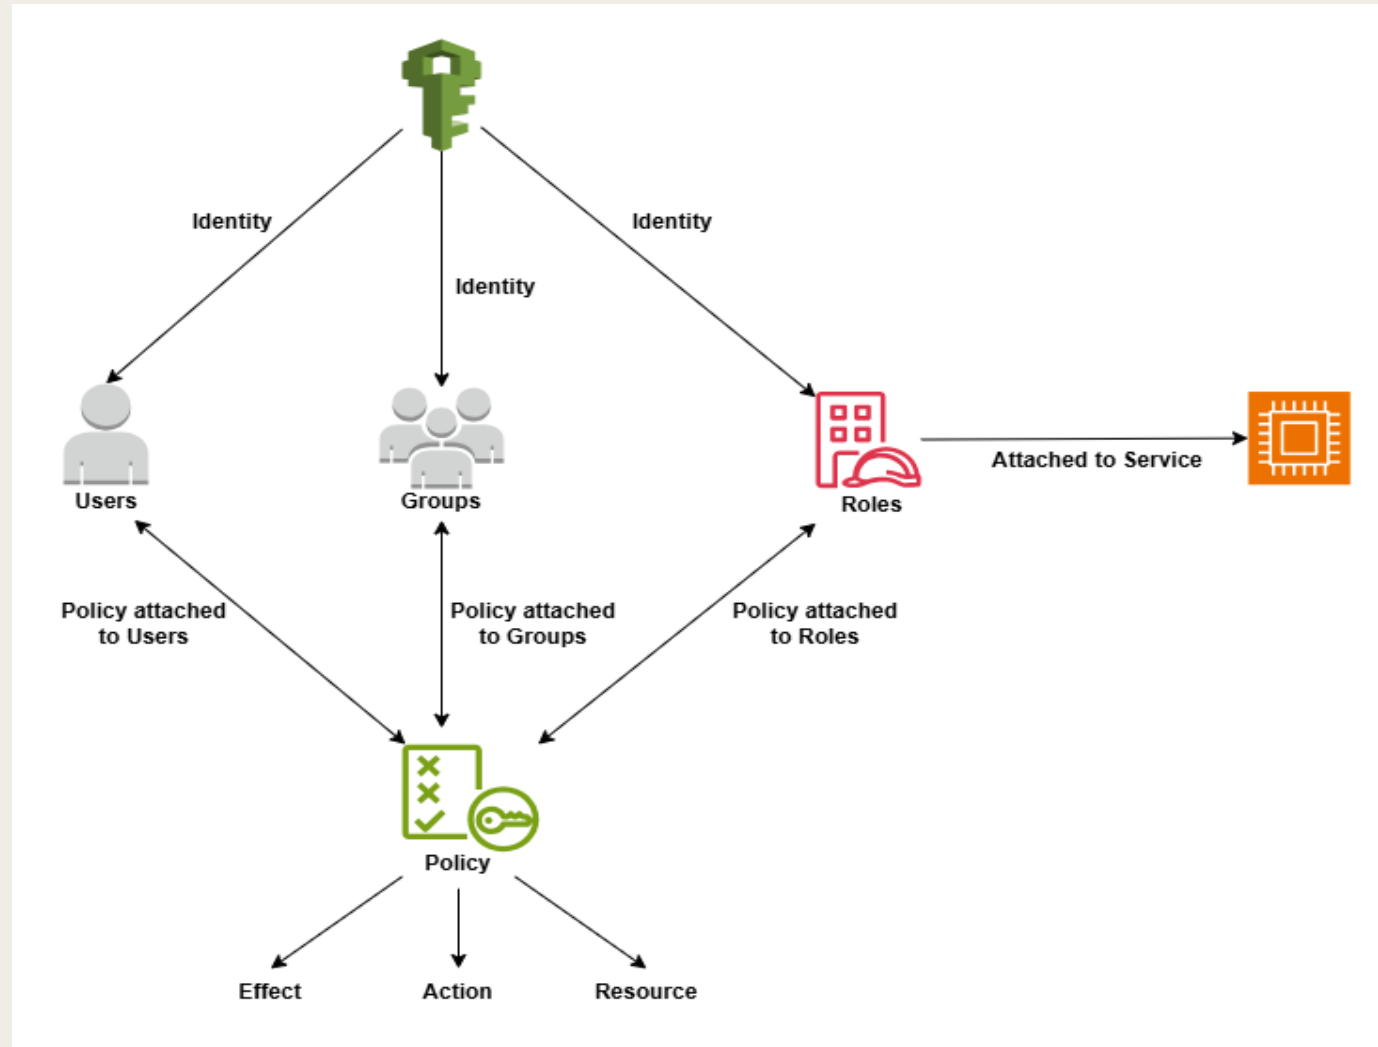 Identity
Identity
Identity
Users
Groups
Roles
Attached to Service
Policy attached
to Users
Policy attached
to Groups
Policy attached
to Roles
Policy
Effect
Action
Resource